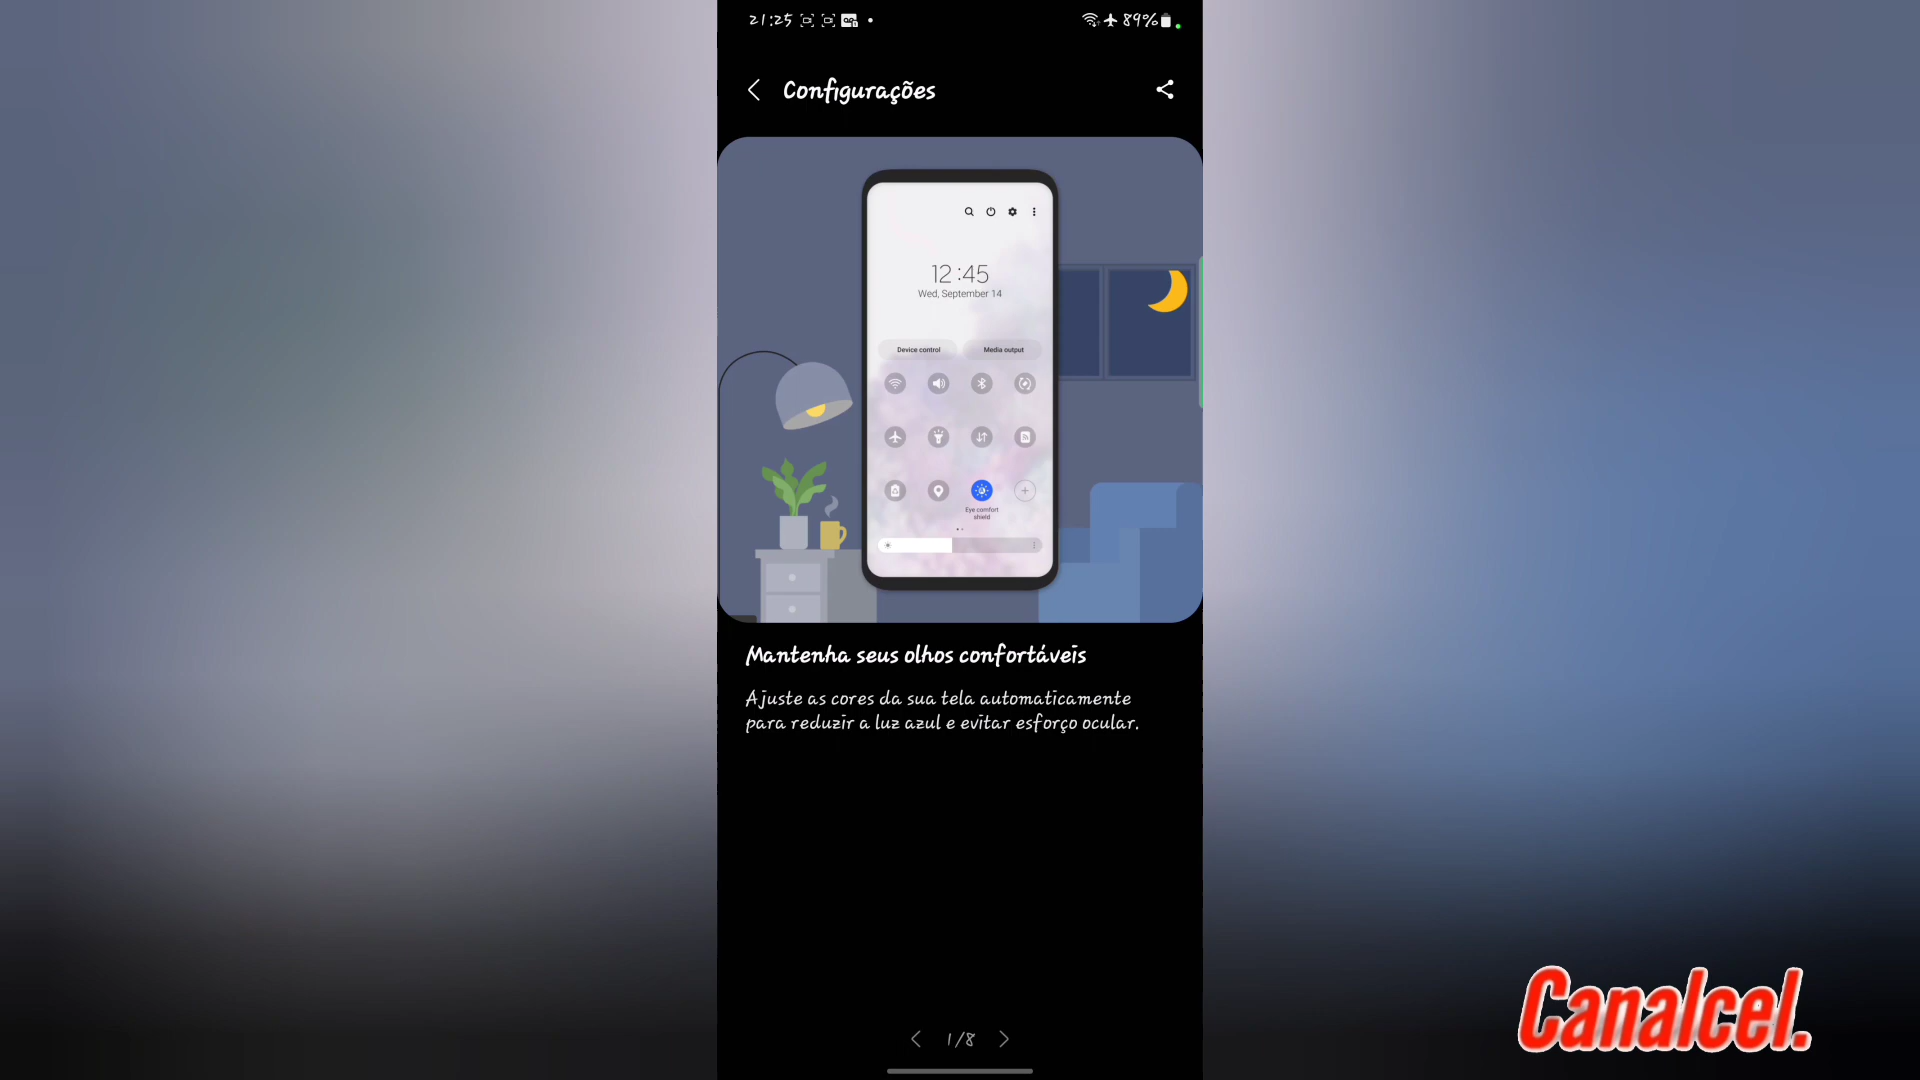 21:25
89%
Configurações
12:45
Wed, September 14
Device control
Media output
Eye comfort
shield
Mantenha seus olhos confortáveis
Ajuste as cores da sua tela automaticamente
para reduzir a luz azul e evitar esforço ocular.
1/8
Canalcel.